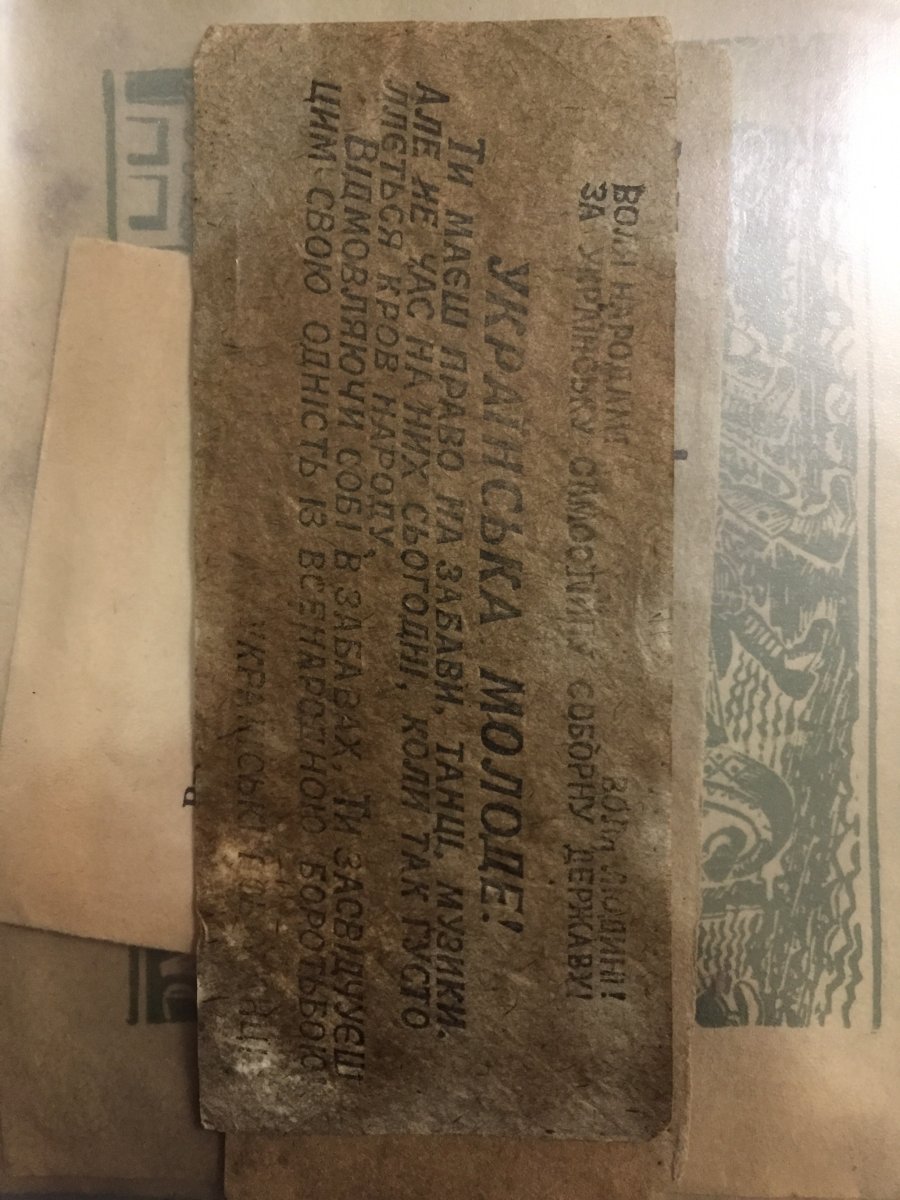 ВОЛЯ НАРОДАМ! ВОЛЯ ЛЮДИНІ!
ЗА УКРАЇНСЬКУ САМОСТІЙНУ СОБОРНУ ДЕРЖАВУ!
УКРАЇНСЬКА МОЛОДЕ!
ТИ МАЄШ ПРАВО НА ЗАБАВИ, ТАНЦІ, МУЗИКИ.
АЛЕ НЕ ЧАС НА НИХ СЬОГОДНІ, КОЛИ ТАК ГУСТО
ЛЛЄТЬСЯ КРОВ НАРОДУ.
ВІДМОВЛЯЮЧИ СОБІ В ЗАБАВАХ, ТИ ЗАСВІДЧУЄШ
ЦИМ СВОЮ ОДНІСТЬ ІЗ ВСЕНАРОДНОЮ БОРОТЬБОЮ!
УКРАЇНСЬКІ ПОВСТАНЦІ